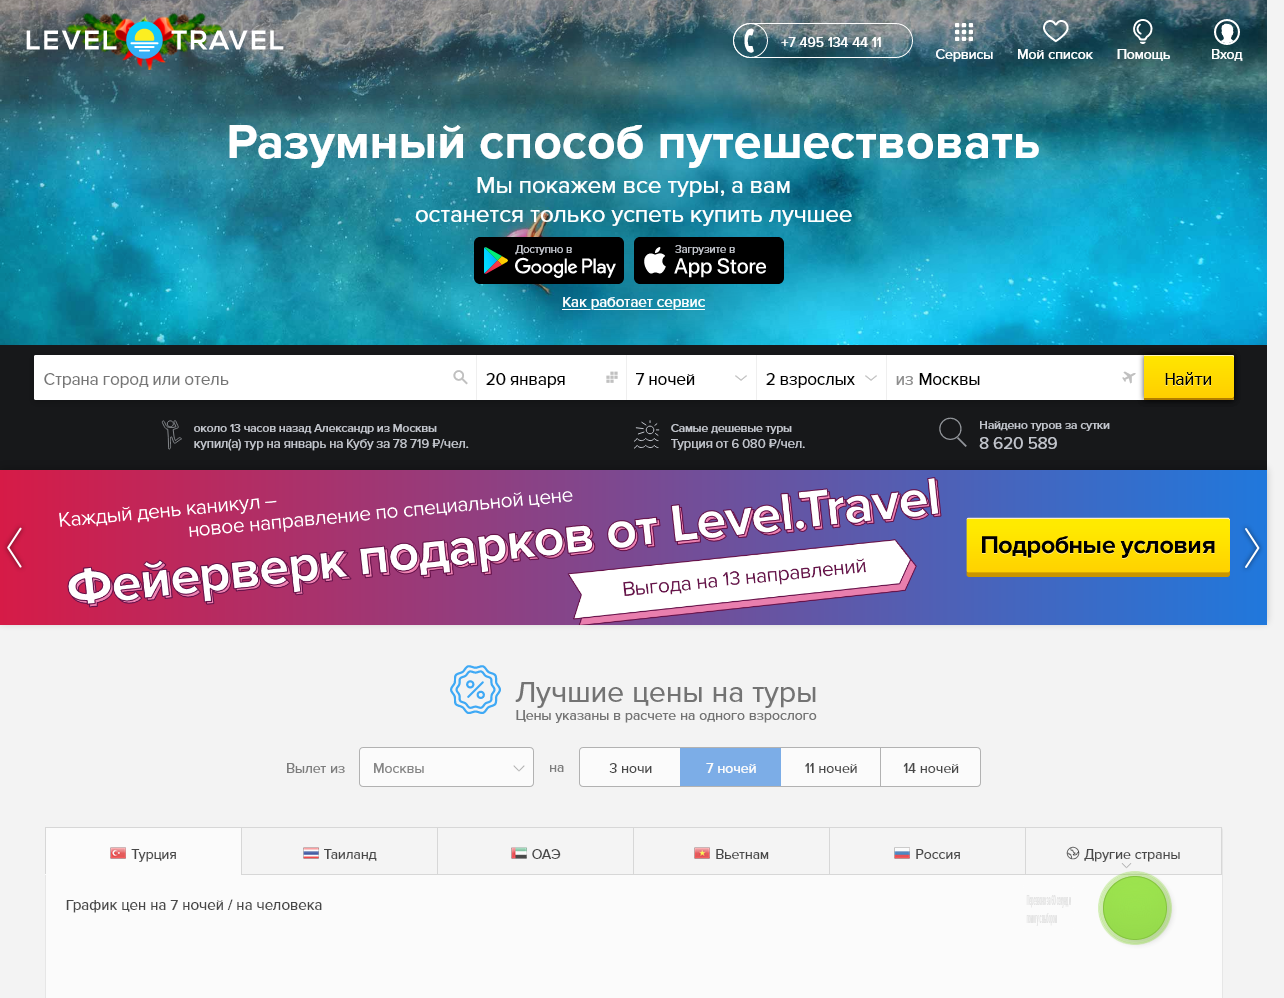 LEVEL TRAVEL
+7 495 134 44 11
Сервисы
Мой список
Помощь
Вход
Разумный способ путешествовать
Мы покажем все туры, а вам
останется только успеть купить лучшее
Доступно в
Google Play
Загрузите в
App Store
Как работает сервис
Страна город или отель
20 января
7 ночей
2 взрослых
из Москвы
Найти
около 13 часов назад Александр из Москвы
купил(а) тур на январь на Кубу за 78 719 ₽/чел.
Самые дешевые туры
Турция от 6 080 ₽/чел.
Найдено туров за сутки
8 620 589
Каждый день каникул –
новое направление по специальной цене
Фейерверк подарков от Level.Travel
Выгода на 13 направлений
Подробные условия
Лучшие цены на туры
Цены указаны в расчете на одного взрослого
Вылет из
Москвы
на
3 ночи
7 ночей
11 ночей
14 ночей
Турция
Таиланд
ОАЭ
Вьетнам
Россия
Другие страны
График цен на 7 ночей / на человека